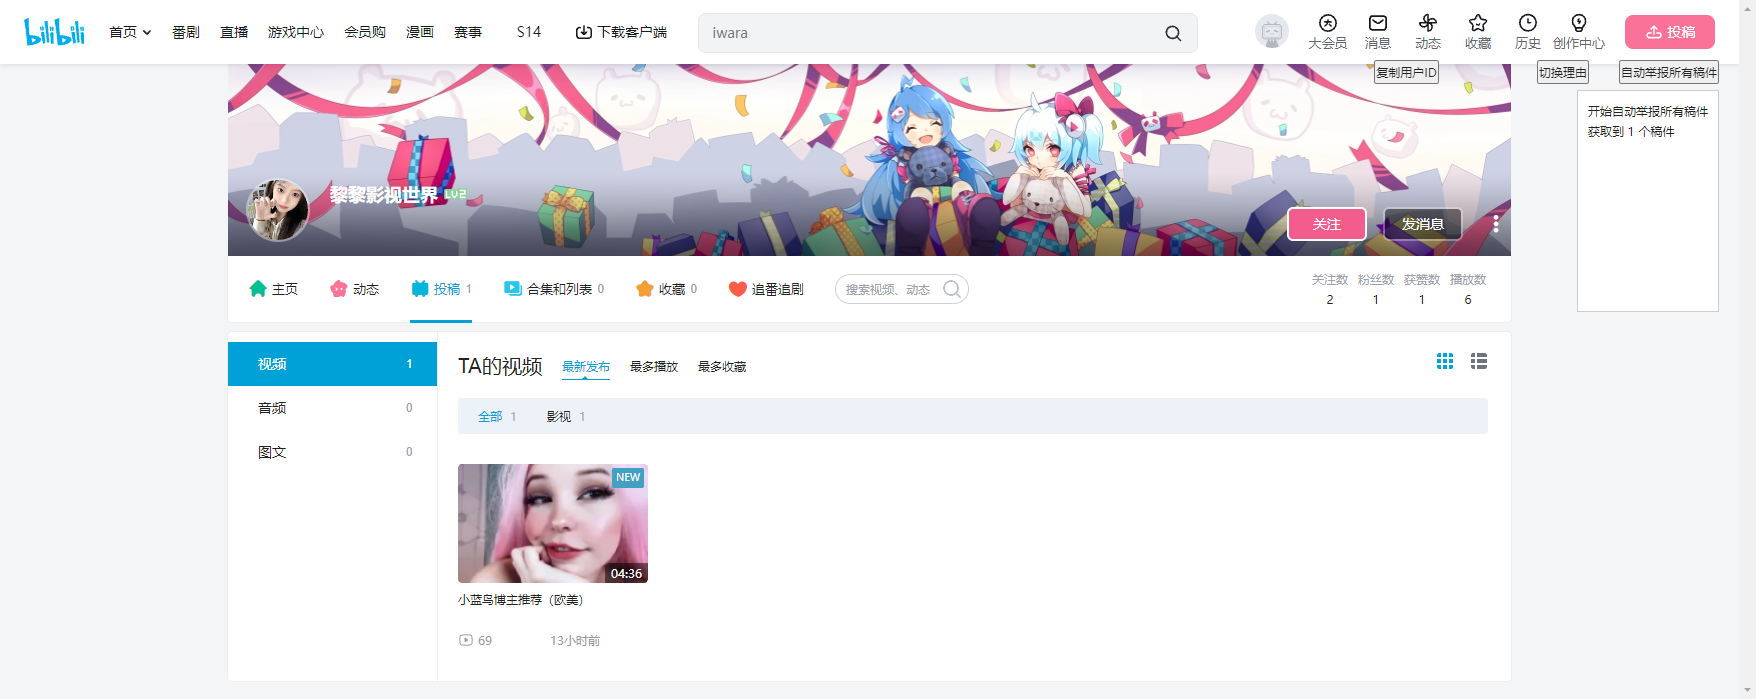 bilibili
首页 番剧 直播 游戏中心 会员购 漫画 赛事 S14 下载客户端
iwara
大会员 消息 动态 收藏 历史 创作中心 投稿
复制用户ID 切换理由 自动举报所有稿件
开始自动举报所有稿件
获取到 1 个稿件
黎黎影视世界 LV2
关注 发消息
主页 动态 投稿 1 合集和列表 0 收藏 0 追番追剧 搜索视频、动态
关注数 粉丝数 获赞数 播放数
2 1 1 6
视频 1
音频 0
图文 0
TA的视频 最新发布 最多播放 最多收藏
全部 1 影视 1
NEW
04:36
小蓝鸟博主推荐（欧美）
69 13小时前